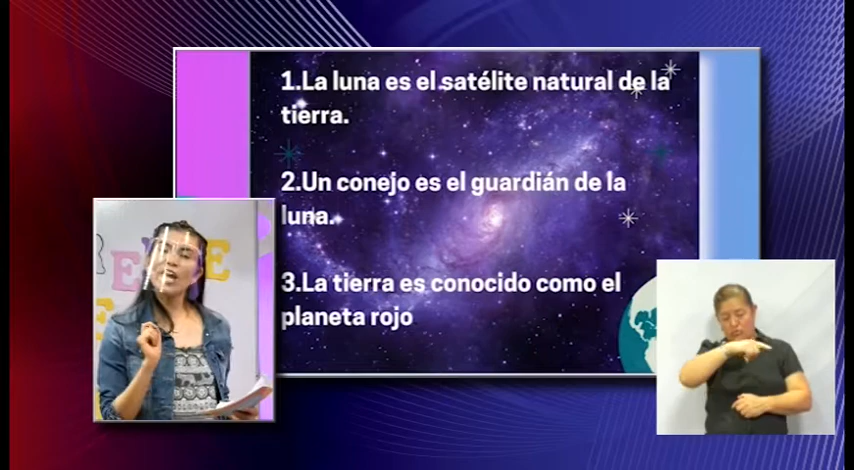 1.La luna es el satélite natural de la
tierra.
2.Un conejo es el guardián de la
luna.
3.La tierra es conocido como el
planeta rojo